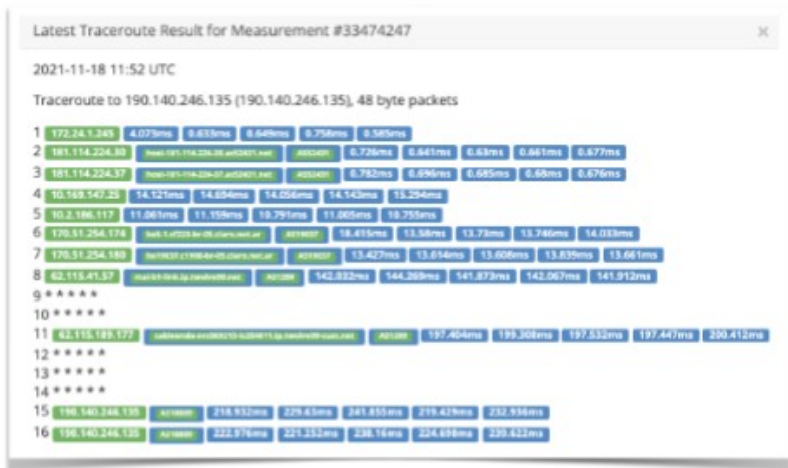 Latest Traceroute Result for Measurement #33474247 ×
2021-11-18 11:52 UTC
Traceroute to 190.140.246.135 (190.140.246.135), 48 byte packets
1 172.24.1.245 4.073ms 0.633ms 0.649ms 0.758ms 0.585ms
2 181.114.224.30 0.726ms 0.641ms 0.63ms 0.661ms 0.677ms
3 181.114.224.37 0.782ms 0.696ms 0.685ms 0.68ms 0.676ms
4 10.169.147.25 14.121ms 14.694ms 14.056ms 14.143ms 15.294ms
5 10.2.186.117 11.061ms 11.159ms 10.791ms 11.005ms 10.755ms
6 170.51.254.174 18.415ms 13.58ms 13.73ms 13.746ms 14.033ms
7 170.51.254.180 13.427ms 13.614ms 13.608ms 13.839ms 13.661ms
8 62.115.41.57 142.032ms 144.269ms 141.873ms 142.067ms 141.912ms
9 * * * * *
10 * * * * *
11 62.115.189.177 197.404ms 199.308ms 197.532ms 197.447ms 200.412ms
12 * * * * *
13 * * * * *
14 * * * * *
15 190.140.246.135 218.932ms 229.63ms 241.855ms 219.429ms 232.936ms
16 190.140.246.135 222.976ms 221.252ms 238.16ms 224.698ms 239.622ms